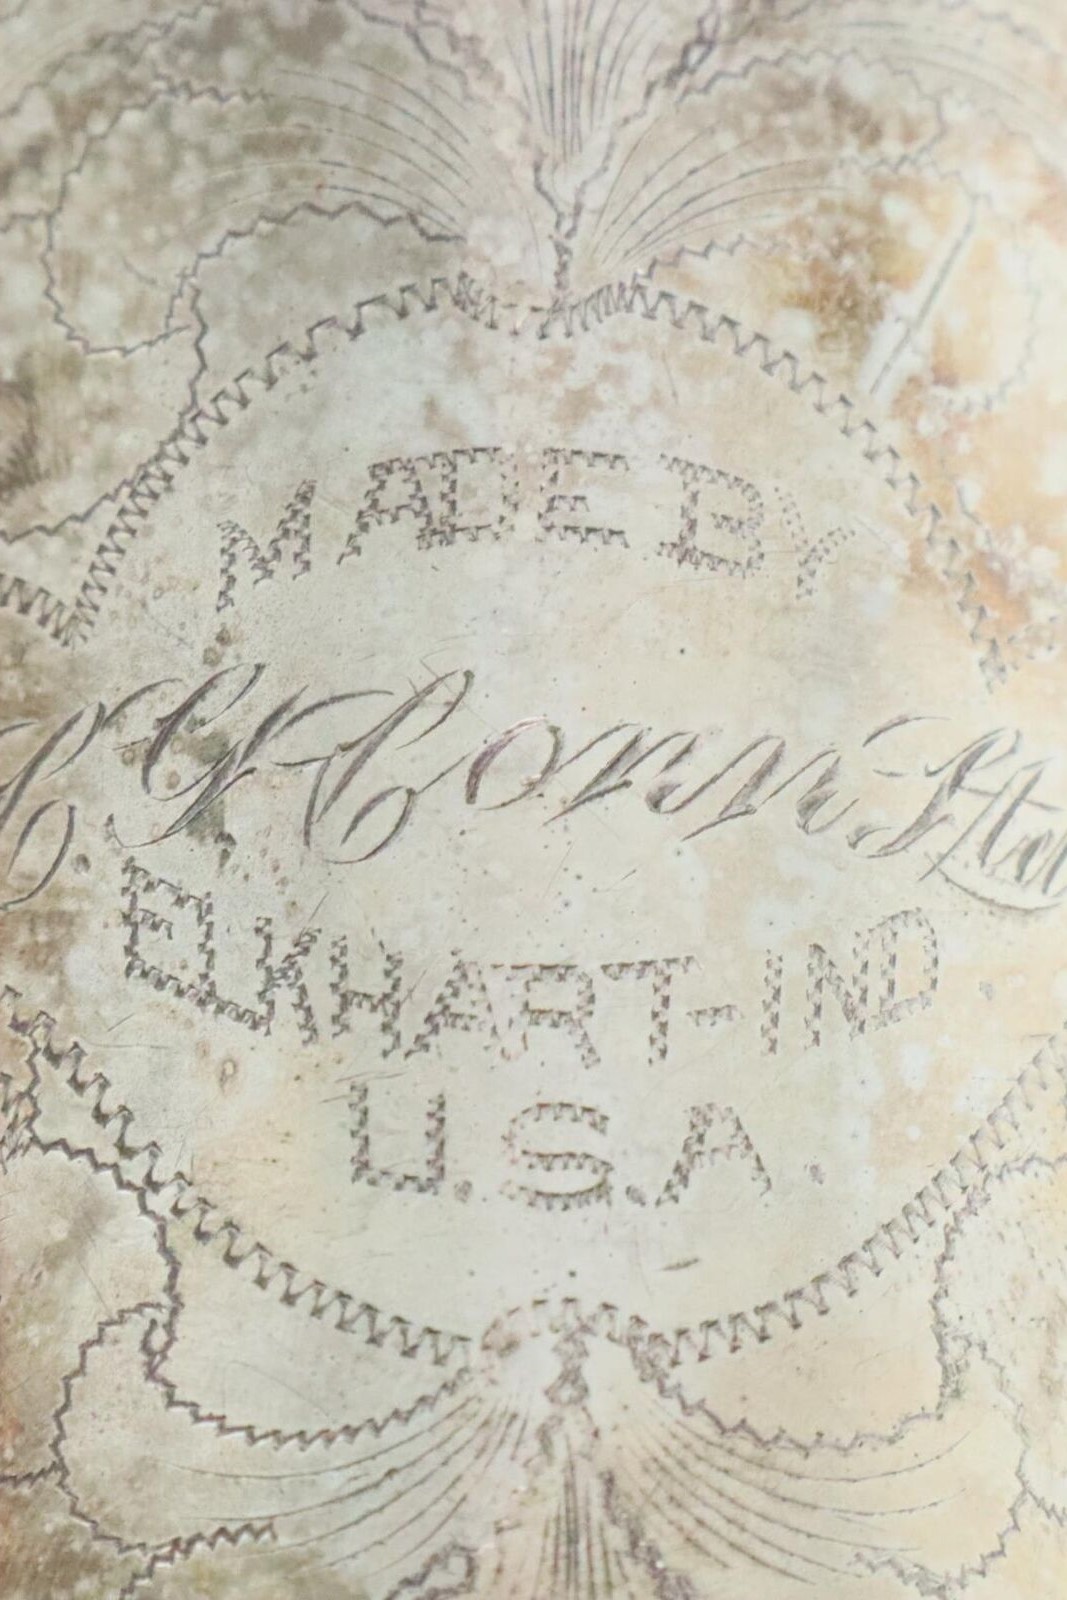 MADE BY
C. G. Conn Ltd
ELKHART-IND
U.S.A.